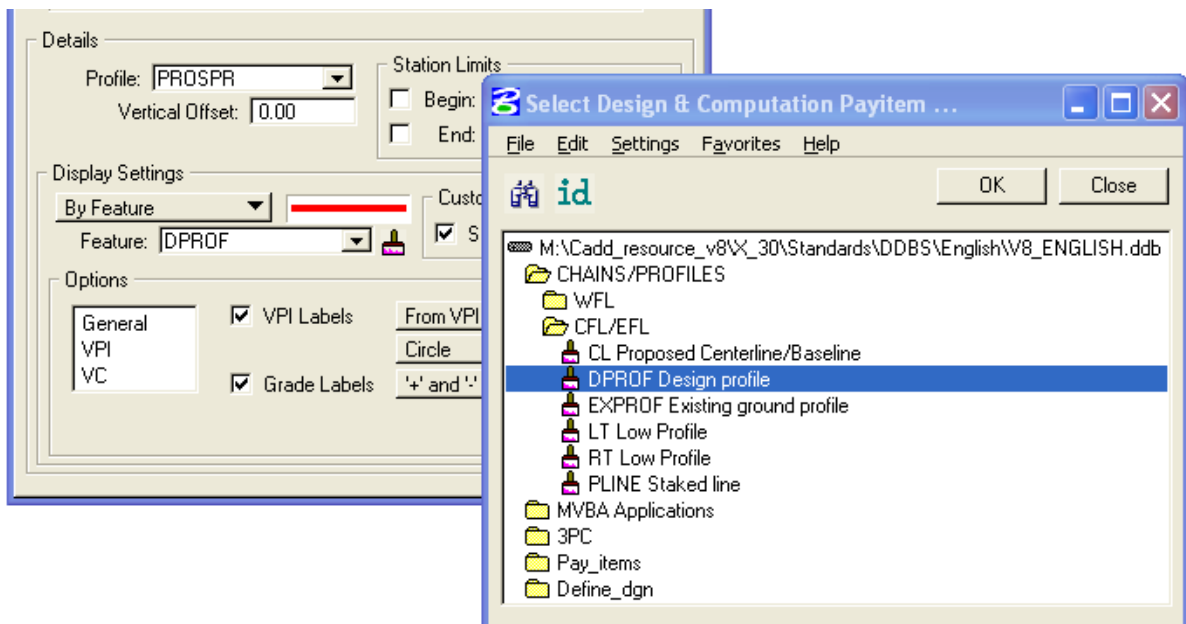 Details
Profile: PROSPR
Vertical Offset: 0.00
Station Limits
Begin:
End:
Display Settings
By Feature
Feature: DPROF
Custo
S
Options
General
VPI
VC
VPI Labels
From VPI
Circle
Grade Labels
'+' and '-'
Select Design & Computation Payitem ...
File Edit Settings Favorites Help
id
OK
Close
M:\Cadd_resource_v8\X_30\Standards\DDBS\English\V8_ENGLISH.ddb
CHAINS/PROFILES
WFL
CFL/EFL
CL Proposed Centerline/Baseline
DPROF Design profile
EXPROF Existing ground profile
LT Low Profile
RT Low Profile
PLINE Staked line
MVBA Applications
3PC
Pay_items
Define_dgn